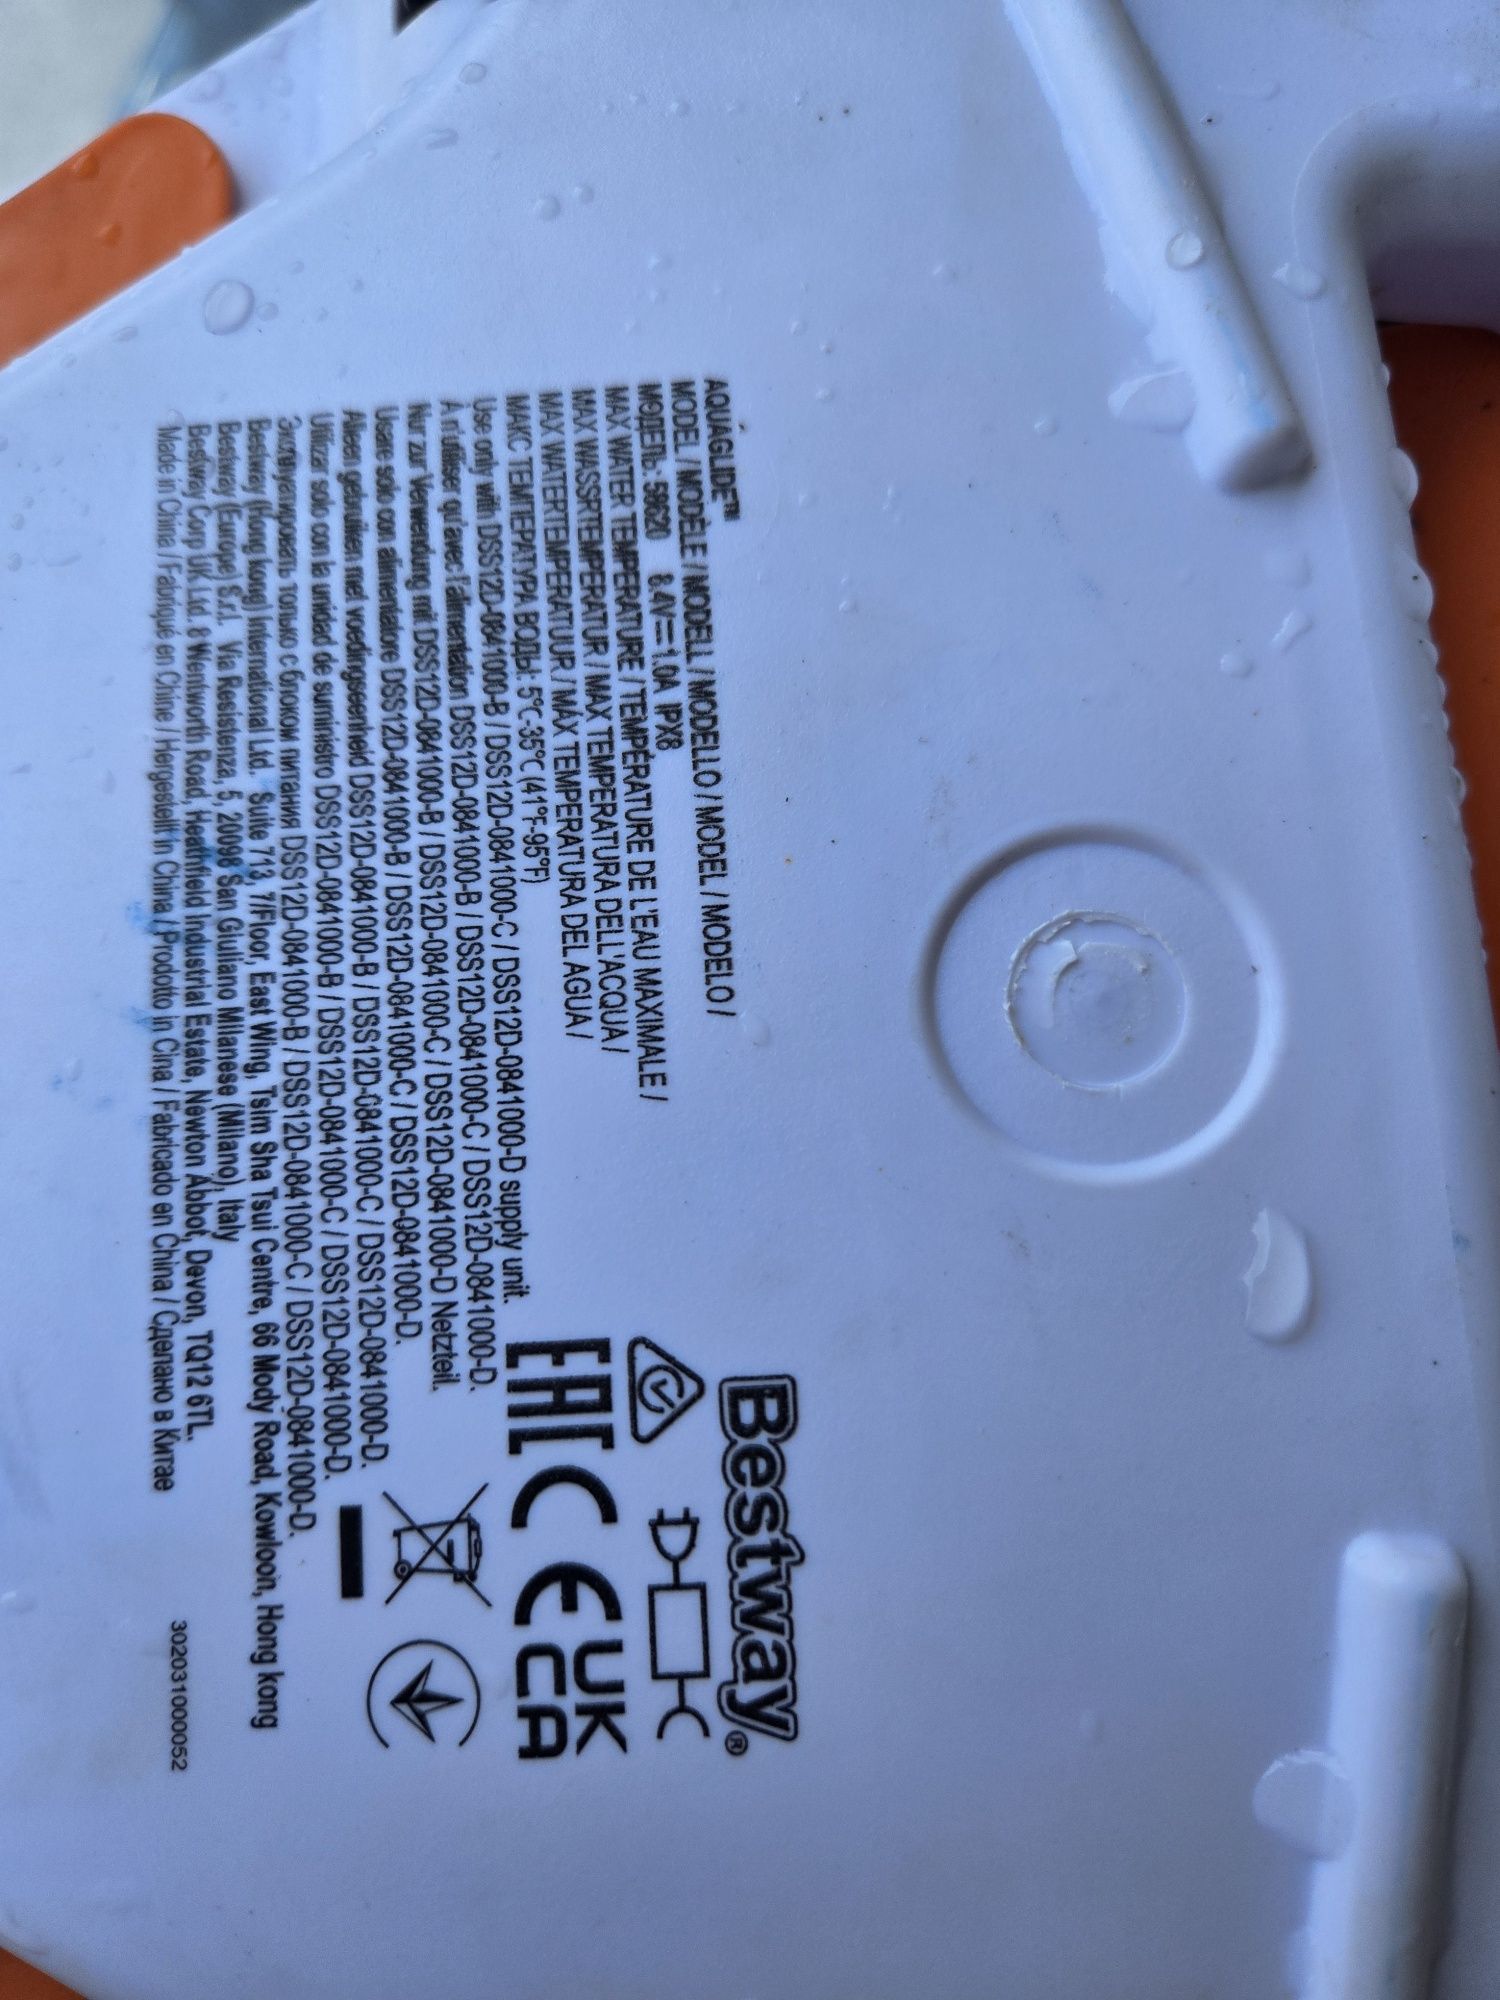 AQUAGLIDE™
MODEL / MODÈLE / MODELL / MODELLO / MODEL / MODELO /
МОДЕЛЬ: 58620 8.4V⎓1.0A IPX8
MAX WATER TEMPERATURE / TEMPÉRATURE DE L'EAU MAXIMALE /
MAX WASSRTEMPERATUR / MAX TEMPERATURA DELL'ACQUA /
MAX WATERTEMPERATUUR / MÁX TEMPERATURA DEL AGUA /
МАКС ТЕМПЕРАТУРА ВОДЫ: 5°C-35°C (41°F-95°F)
Use only with DSS12D-0841000-B / DSS12D-0841000-C / DSS12D-0841000-D supply unit.
A n'utiliser qu'avec l'alimentation DSS12D-0841000-B / DSS12D-0841000-C / DSS12D-0841000-D.
Nur zur Verwendung mit DSS12D-0841000-B / DSS12D-0841000-C / DSS12D-0841000-D Netzteil.
Usare solo con alimentatore DSS12D-0841000-B / DSS12D-0841000-C / DSS12D-0841000-D.
Alleen gebruiken met voedingseenheid DSS12D-0841000-B / DSS12D-0841000-C / DSS12D-0841000-D.
Utilizar solo con la unidad de suministro DSS12D-0841000-B / DSS12D-0841000-C / DSS12D-0841000-D.
Эксплуатировать только с блоком питания DSS12D-0841000-B / DSS12D-0841000-C / DSS12D-0841000-D.
Bestway (Hong kong) International Ltd. Suite 713, 7/Floor, East Wing, Tsim Sha Tsui Centre, 66 Mody Road, Kowloon, Hong kong
Bestway (Europe) S.r.l. Via Resistenza, 5, 20098 San Giuliano Milanese (Milano), Italy
Bestway Corp UK Ltd. 8 Wentworth Road, Heathfield Industrial Estate, Newton Abbot, Devon, TQ12 6TL.
Made in China / Fabriqué en Chine / Hergestellt in China / Prodotto in Cina / Fabricado en China / Сделано в Китае
Bestway®
EAC CE UK
CA
302031000052